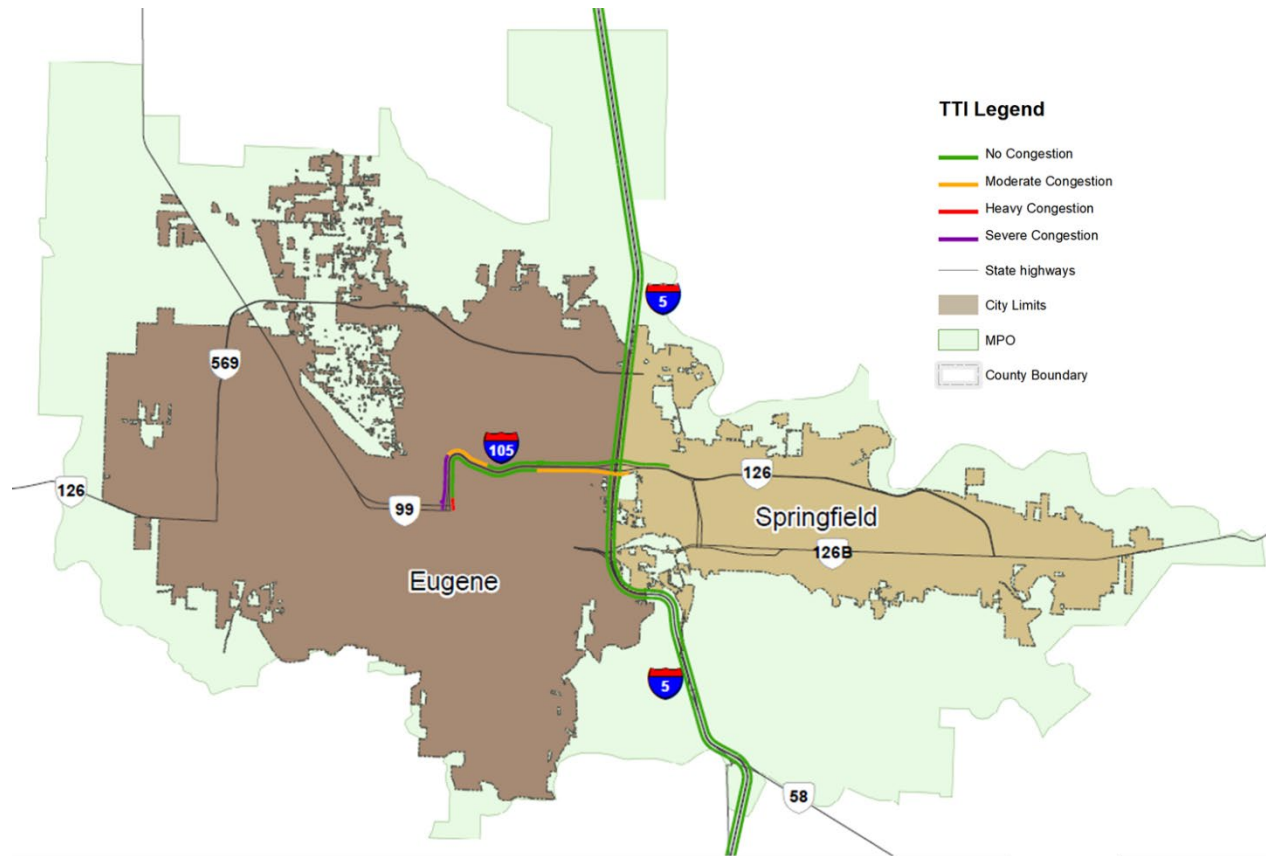 TTI Legend
No Congestion
Moderate Congestion
Heavy Congestion
Severe Congestion
State highways
City Limits
MPO
County Boundary
5
569
105
126
126
99
Springfield
126B
Eugene
5
58